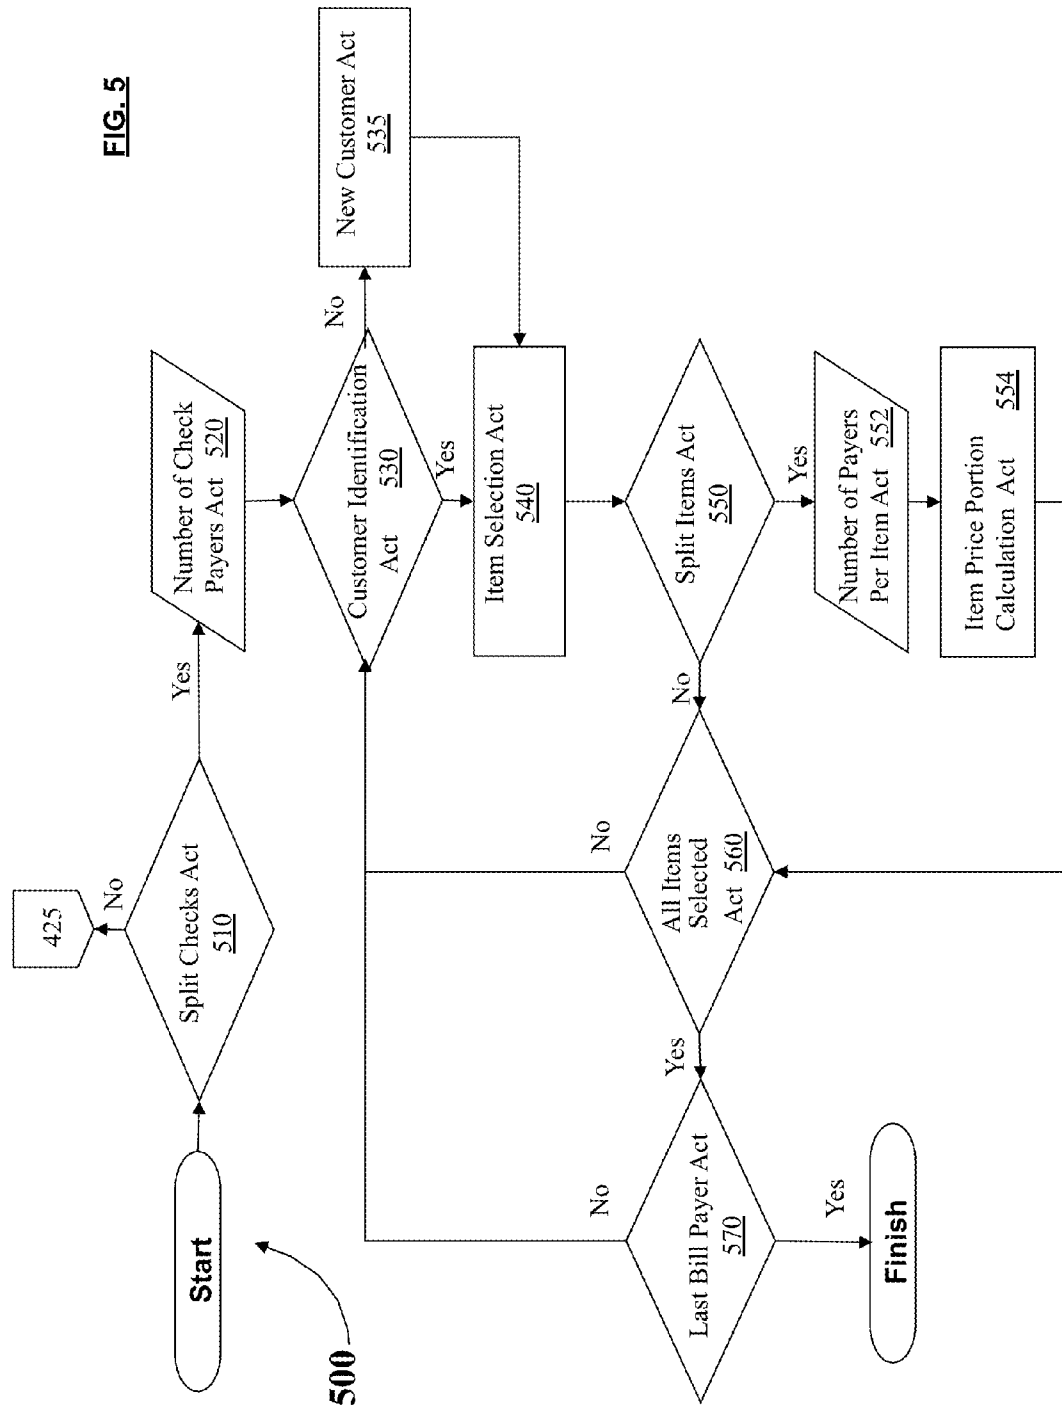 FIG. 5
500
Start
Split Checks Act
510
No
425
Yes
Number of Check
Payers Act 520
Customer Identification
Act 530
No
New Customer Act
535
Yes
Item Selection Act
540
Split Items Act
550
No
Yes
Number of Payers
Per Item Act 552
Item Price Portion
Calculation Act 554
All Items
Selected
Act 560
No
Yes
Last Bill Payer Act
570
No
Yes
Finish